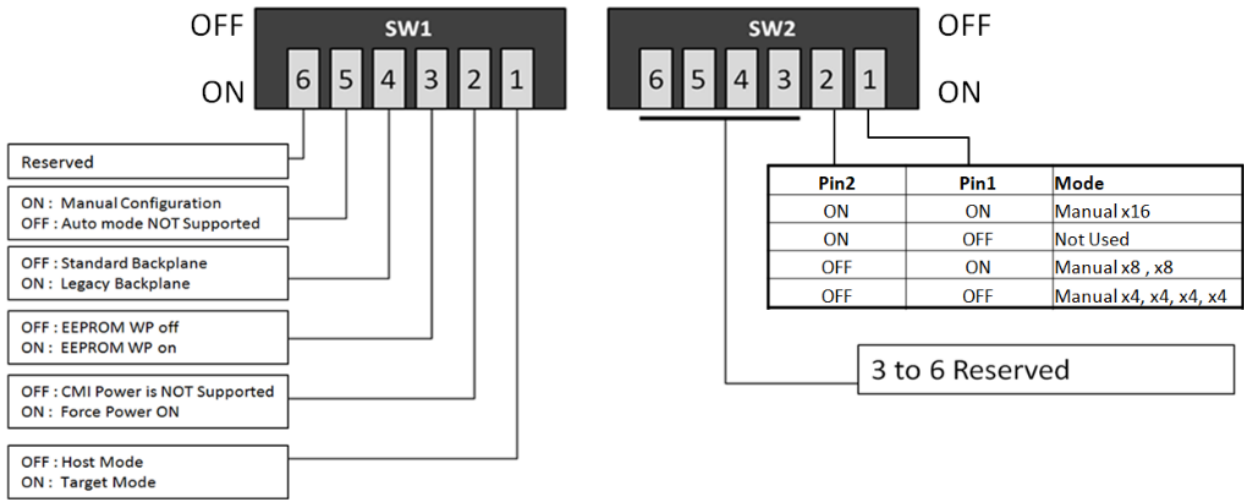 OFF
SW1
SW2
OFF
ON
6 5 4 3 2 1
6 5 4 3 2 1
ON
Reserved
ON : Manual Configuration
OFF : Auto mode NOT Supported
OFF : Standard Backplane
ON : Legacy Backplane
OFF : EEPROM WP off
ON : EEPROM WP on
OFF : CMI Power is NOT Supported
ON : Force Power ON
OFF : Host Mode
ON : Target Mode
Pin2 Pin1 Mode
ON ON Manual x16
ON OFF Not Used
OFF ON Manual x8 , x8
OFF OFF Manual x4, x4, x4, x4
3 to 6 Reserved